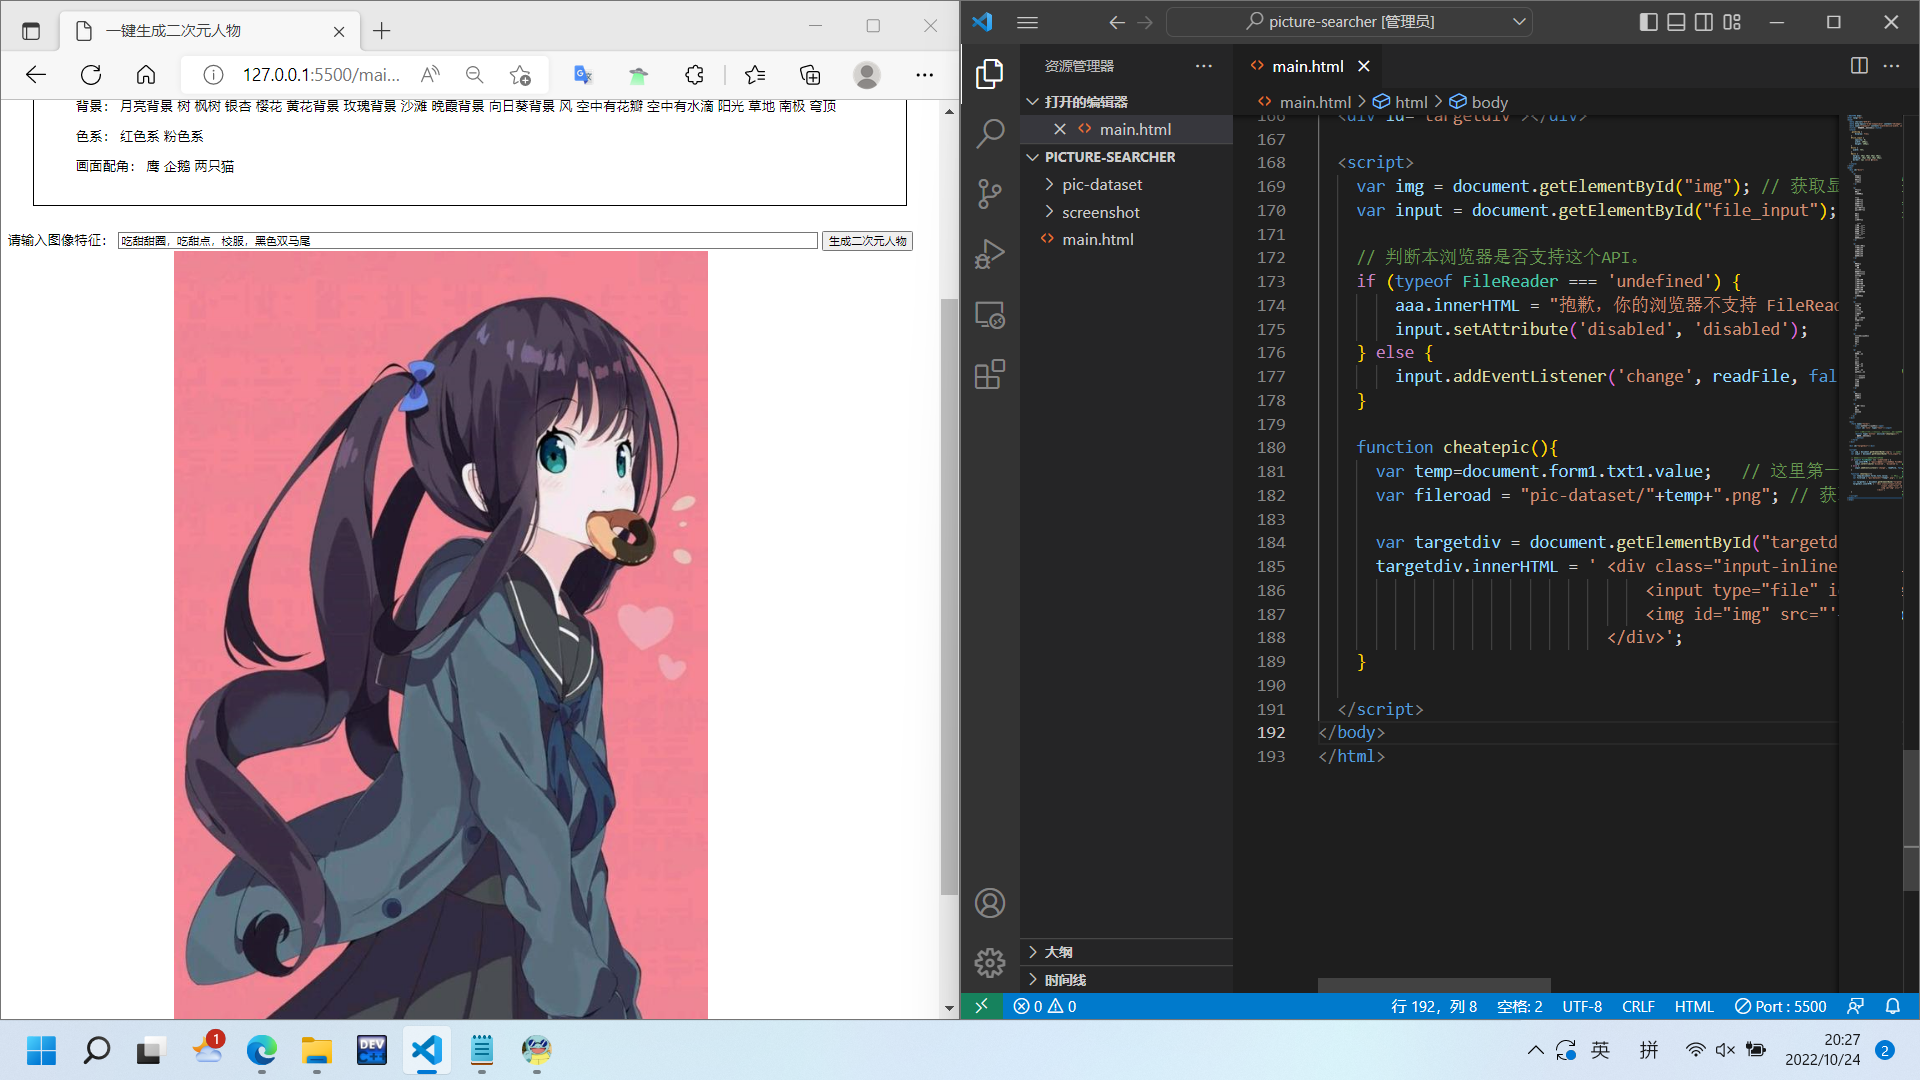 一键生成二次元人物
127.0.0.1:5500/mai...
背景： 月亮背景 树 枫树 银杏 樱花 黄花背景 玫瑰背景 沙滩 晚霞背景 向日葵背景 风 空中有花瓣 空中有水滴 阳光 草地 南极 穹顶
色系： 红色系 粉色系
画面配角： 鹰 企鹅 两只猫
请输入图像特征： 吃甜甜圈，吃甜点，校服，黑色双马尾 生成二次元人物
picture-searcher [管理员]
资源管理器
打开的编辑器
main.html
PICTURE-SEARCHER
pic-dataset
screenshot
main.html
大纲
时间线
main.html
main.html > html > body
166 <div id="targetdiv"></div>
167
168 <script>
169 var img = document.getElementById("img"); // 获取显
170 var input = document.getElementById("file_input");
171
172 // 判断本浏览器是否支持这个API。
173 if (typeof FileReader === 'undefined') {
174 aaa.innerHTML = "抱歉，你的浏览器不支持 FileRead
175 input.setAttribute('disabled', 'disabled');
176 } else {
177 input.addEventListener('change', readFile, fal
178 }
179
180 function cheatepic(){
181 var temp=document.form1.txt1.value; // 这里第一
182 var fileroad = "pic-dataset/"+temp+".png"; // 获
183
184 var targetdiv = document.getElementById("targetd
185 targetdiv.innerHTML = ' <div class="input-inline
186 <input type="file" i
187 <img id="img" src="'
188 </div>';
189 }
190
191 </script>
192 </body>
193 </html>
0 0
行 192，列 8 空格: 2 UTF-8 CRLF HTML Port : 5500
1
DEV
英 拼
20:27
2022/10/24
2